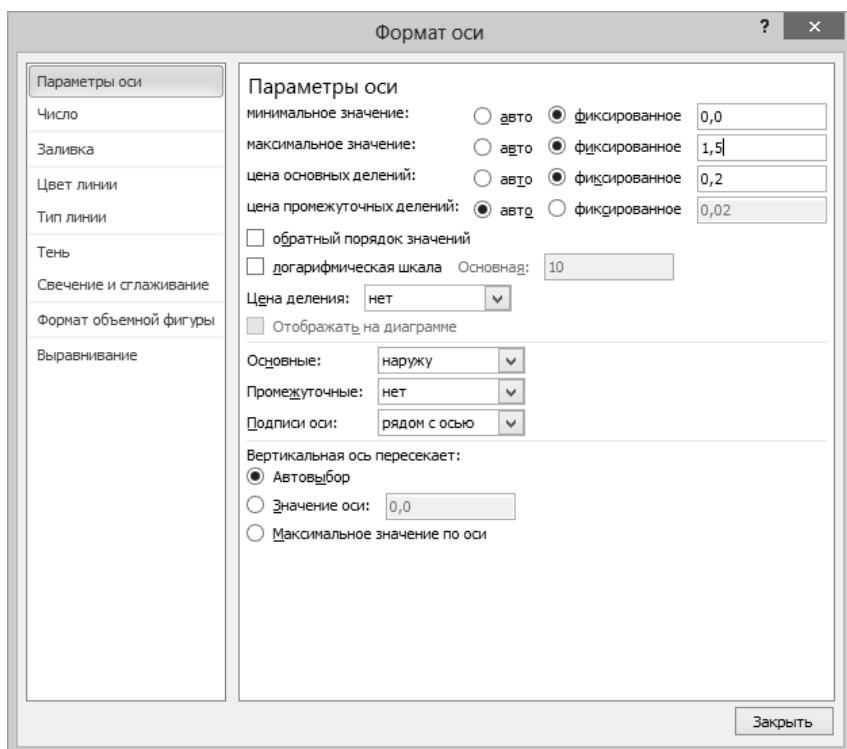 Формат оси
?
×
Параметры оси
Число
Заливка
Цвет линии
Тип линии
Тень
Свечение и сглаживание
Формат объемной фигуры
Выравнивание
Параметры оси
минимальное значение: авто фиксированное 0,0
максимальное значение: авто фиксированное 1,5
цена основных делений: авто фиксированное 0,2
цена промежуточных делений: авто фиксированное 0,02
обратный порядок значений
логарифмическая шкала Основная: 10
Цена деления: нет
Отображать на диаграмме
Основные: наружу
Промежуточные: нет
Подписи оси: рядом с осью
Вертикальная ось пересекает:
Автовыбор
Значение оси: 0,0
Максимальное значение по оси
Закрыть